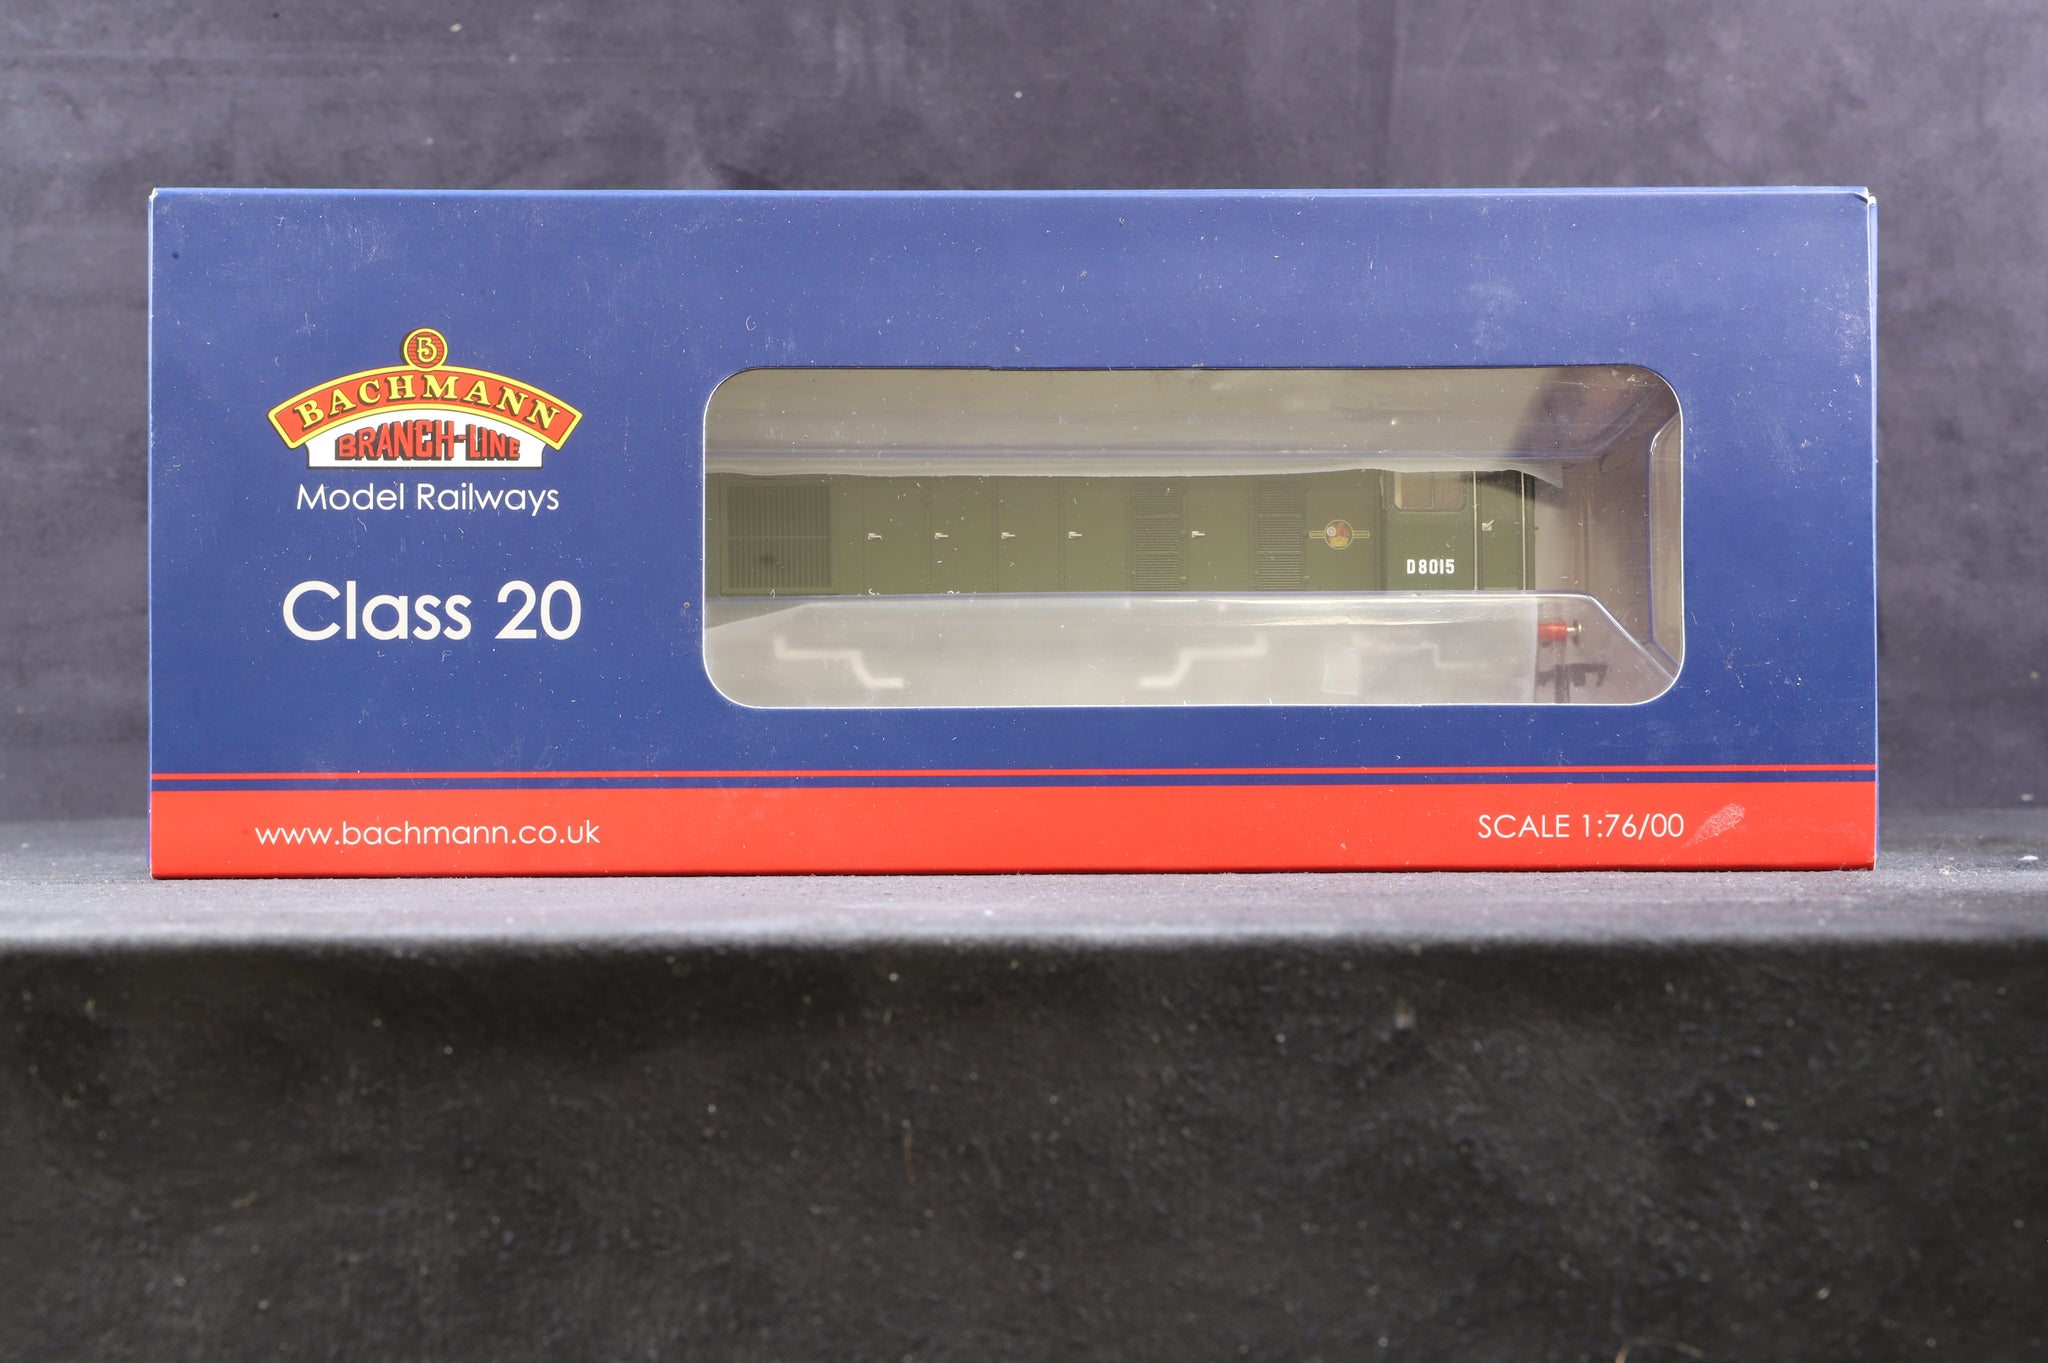 B
BACHMANN
BRANCH-LINE
Model Railways
Class 20
D8015
www.bachmann.co.uk
SCALE 1:76/00